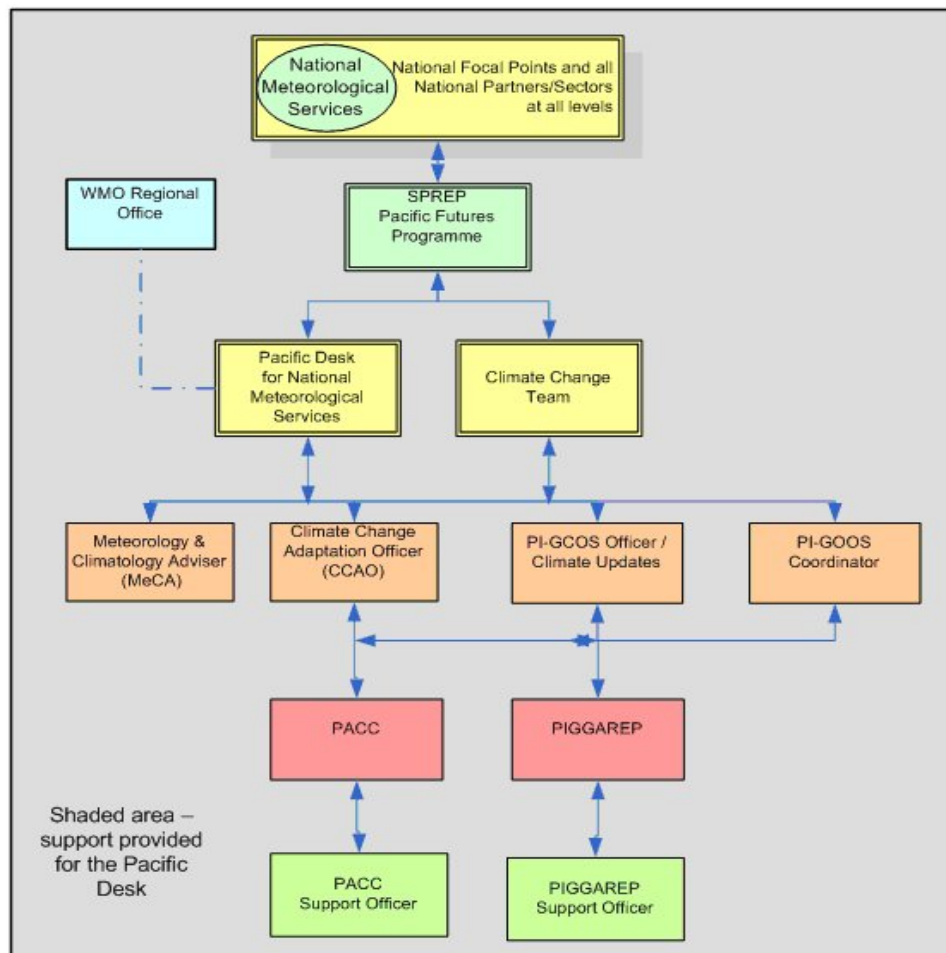 National
Meteorological
Services
National Focal Points and all
National Partners/Sectors
at all levels
WMO Regional
Office
SPREP
Pacific Futures
Programme
Pacific Desk
for National
Meteorological
Services
Climate Change
Team
Meteorology &
Climatology Adviser
(MeCA)
Climate Change
Adaptation Officer
(CCAO)
PI-GCOS Officer /
Climate Updates
PI-GOOS
Coordinator
PACC
PIGGAREP
Shaded area –
support provided
for the Pacific
Desk
PACC
Support Officer
PIGGAREP
Support Officer